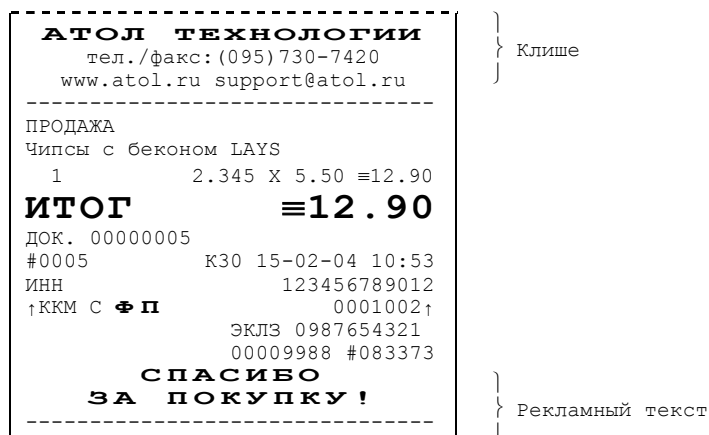 АТОЛ ТЕХНОЛОГИИ
тел./факс:(095)730-7420
www.atol.ru support@atol.ru
--------------------------------
ПРОДАЖА
Чипсы с беконом LAYS
1 2.345 X 5.50 ≡12.90
ИТОГ ≡12.90
ДОК. 00000005
#0005 К30 15-02-04 10:53
ИНН 123456789012
↑ККМ С ФП 0001002↑
ЭКЛЗ 0987654321
00009988 #083373
СПАСИБО
ЗА ПОКУПКУ!
--------------------------------
Клише
Рекламный текст